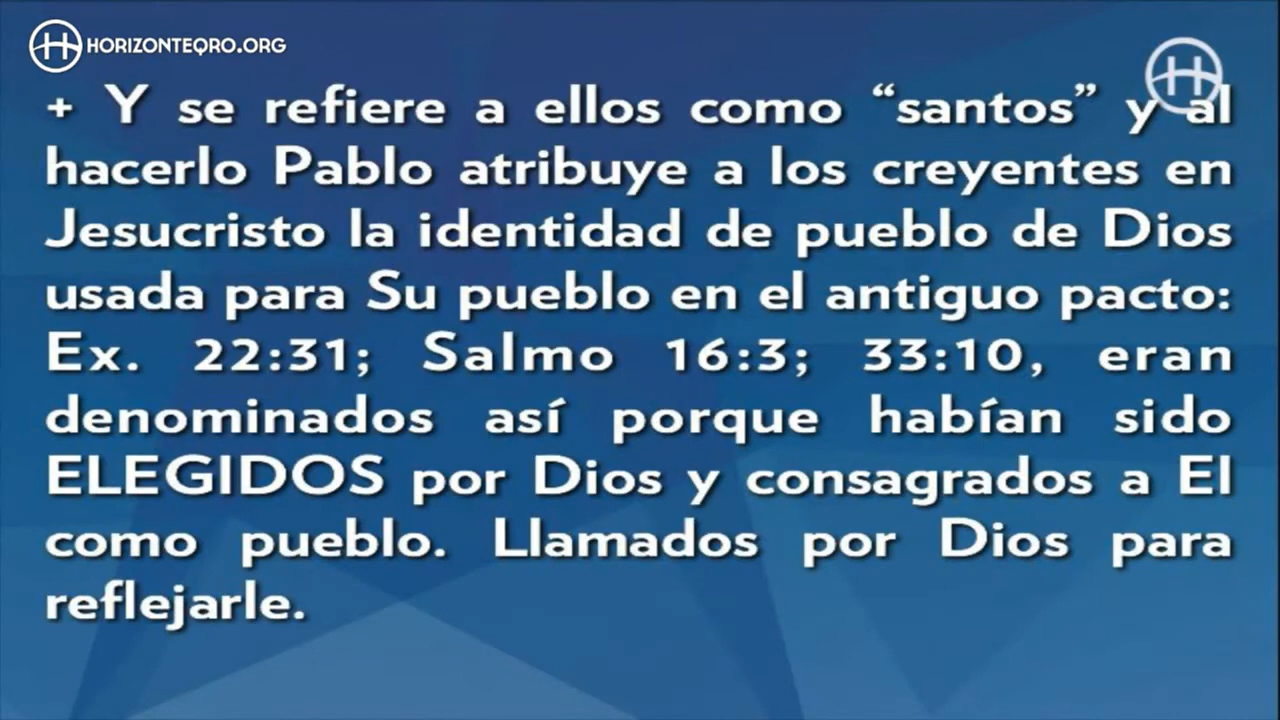 HORIZONTEQRO.ORG
+ Y se refiere a ellos como “santos” y al
hacerlo Pablo atribuye a los creyentes en
Jesucristo la identidad de pueblo de Dios
usada para Su pueblo en el antiguo pacto:
Ex. 22:31; Salmo 16:3; 33:10, eran
denominados así porque habían sido
ELEGIDOS por Dios y consagrados a El
como pueblo. Llamados por Dios para
reflejarle.